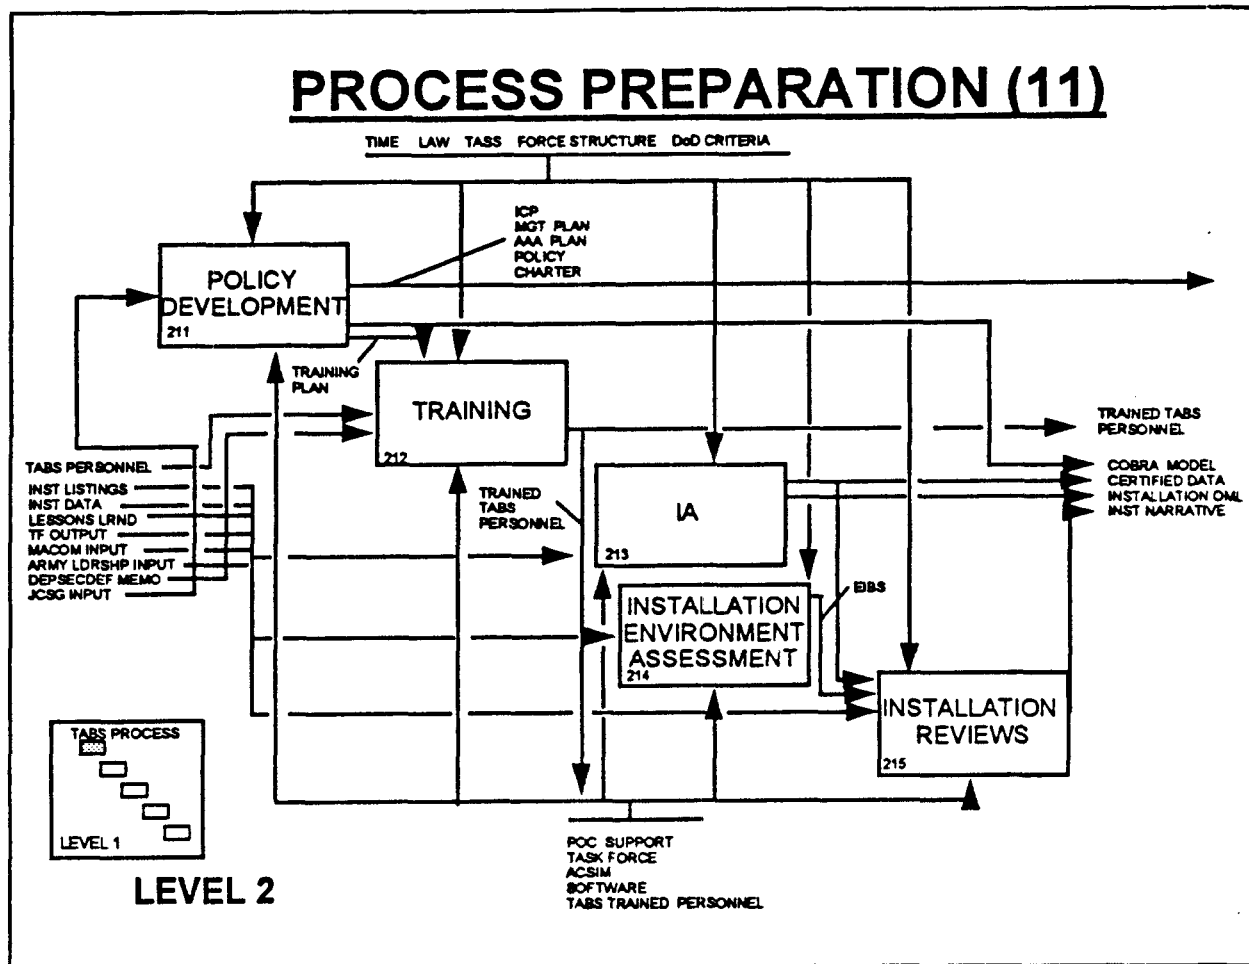 PROCESS PREPARATION (11)
TIME LAW TASS FORCE STRUCTURE DoD CRITERIA
ICP
MGT PLAN
AAA PLAN
POLICY
CHARTER
POLICY
DEVELOPMENT
211
TRAINING
PLAN
TRAINING
212
TRAINED TABS
PERSONNEL
TABS PERSONNEL
INST LISTINGS
INST DATA
LESSONS LRND
TF OUTPUT
MACOM INPUT
ARMY LDRSHP INPUT
DEPSECDEF MEMO
JCSG INPUT
TRAINED
TABS
PERSONNEL
IA
213
COBRA MODEL
CERTIFIED DATA
INSTALLATION OML
INST NARRATIVE
INSTALLATION
ENVIRONMENT
ASSESSMENT
214
EIBS
INSTALLATION
REVIEWS
215
TABS PROCESS
LEVEL 1
LEVEL 2
POC SUPPORT
TASK FORCE
ACSIM
SOFTWARE
TABS TRAINED PERSONNEL